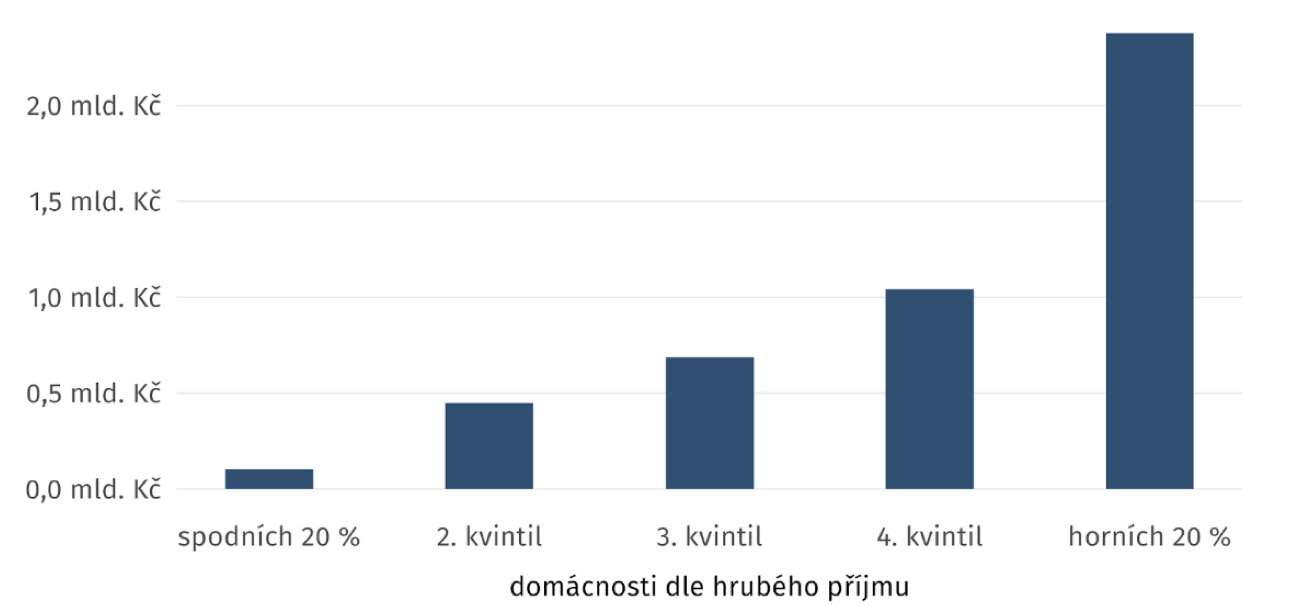 2,0 mld. Kč
1,5 mld. Kč
1,0 mld. Kč
0,5 mld. Kč
0,0 mld. Kč
spodních 20 % 2. kvintil 3. kvintil 4. kvintil horních 20 %
domácnosti dle hrubého příjmu